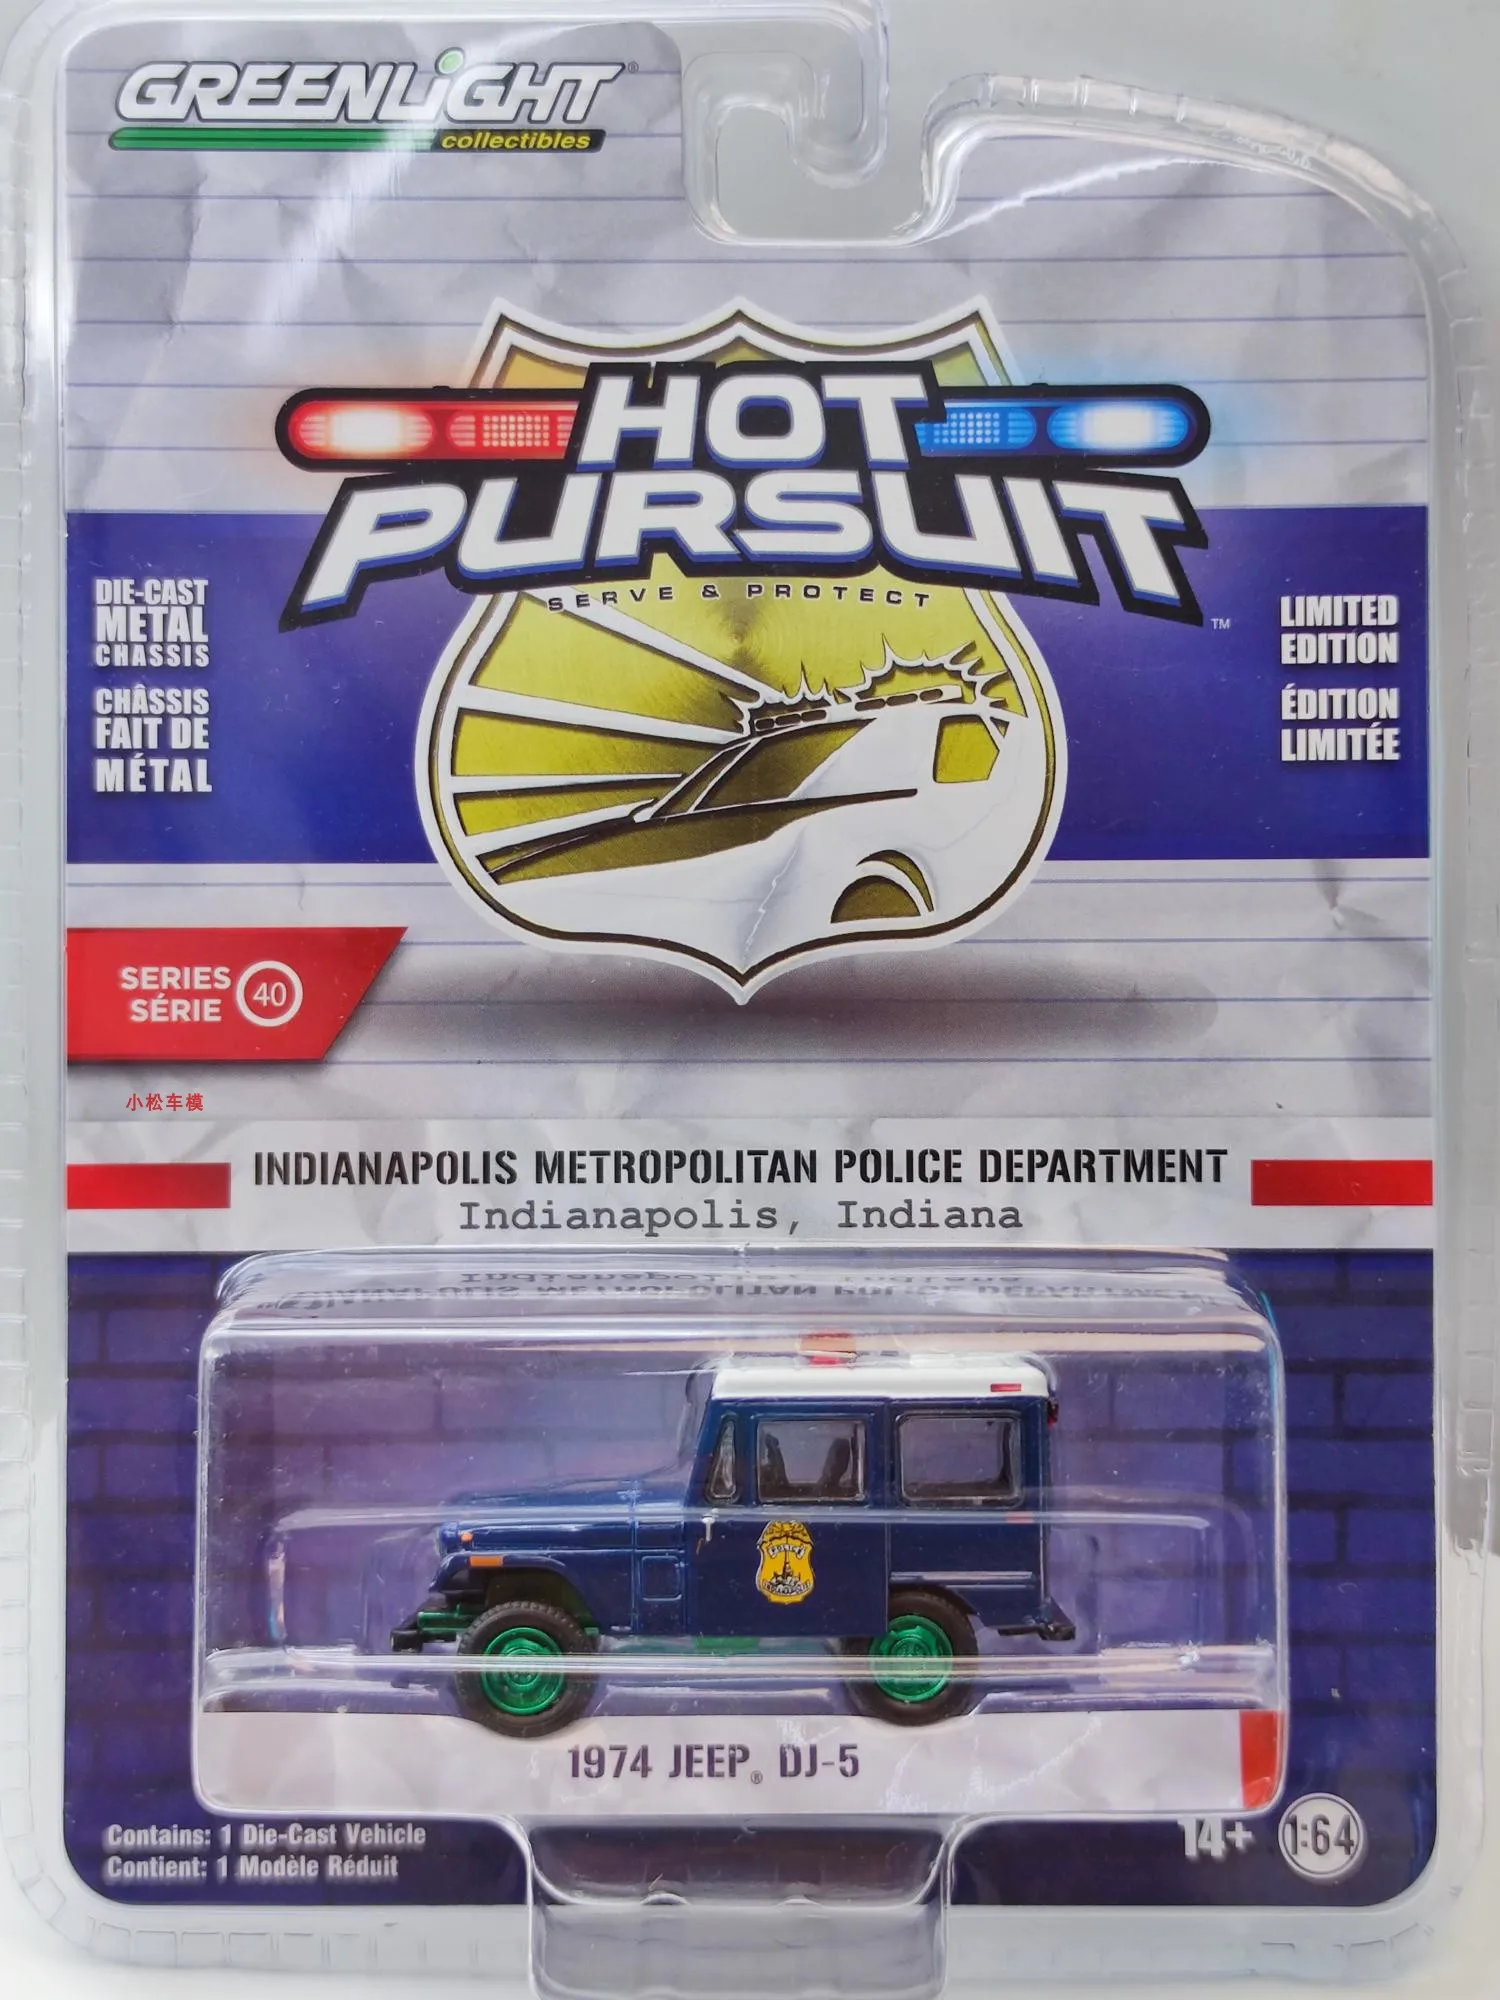 GREENLiGHT®
collectibles
HOT
PURSUIT™
SERVE & PROTECT
DIE-CAST
METAL
CHASSIS
CHÂSSIS
FAIT DE
MÉTAL
LIMITED
EDITION
ÉDITION
LIMITÉE
SERIES
SÉRIE
40
小松车模
INDIANAPOLIS METROPOLITAN POLICE DEPARTMENT
Indianapolis, Indiana
POLICE
1974 JEEP® DJ-5
Contains: 1 Die-Cast Vehicle
Contient: 1 Modèle Réduit
14+
1:64